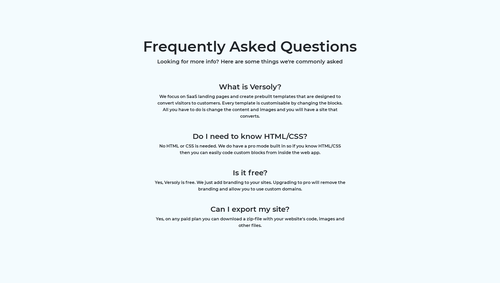 Frequently Asked Questions
Looking for more info? Here are some things we're commonly asked
What is Versoly?
We focus on SaaS landing pages and create prebuilt templates that are designed to
convert visitors to customers. Every template is customisable by changing the blocks.
All you have to do is change the content and images and you will have a site that
converts.
Do I need to know HTML/CSS?
No HTML or CSS is needed. We do have a pro mode built in so if you know HTML/CSS
then you can easily code custom blocks from inside the web app.
Is it free?
Yes, Versoly is free. We just add branding to your sites. Upgrading to pro will remove the
branding and allow you to use custom domains.
Can I export my site?
Yes, on any paid plan you can download a zip file with your website's code, images and
other files.